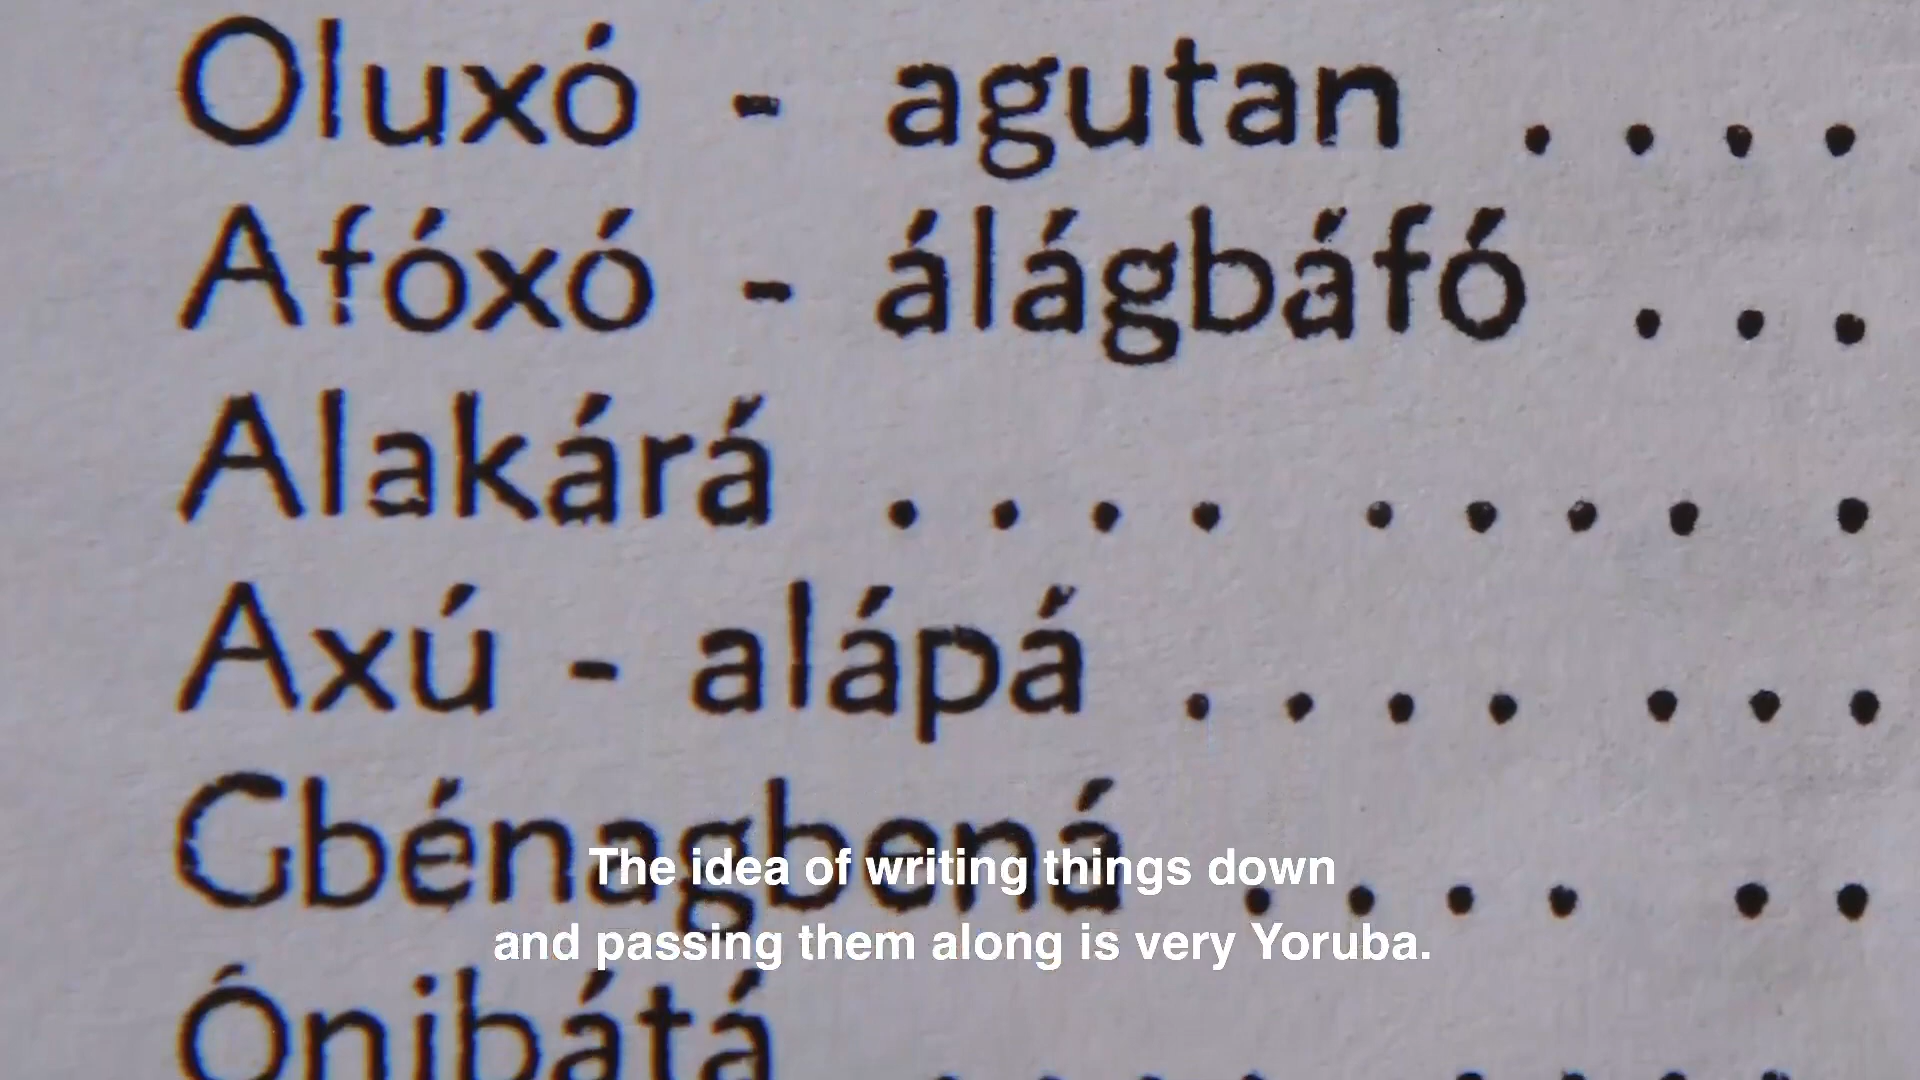 Oluxó - agutan . . . .
Afóxó - álágbáfó . . .
Alakárá . . . . . . . . .
Axú - alápá . . . . . . .
Gbénagbená . . . . . .
Ónibátá . . . . . . . .
The idea of writing things down
and passing them along is very Yoruba.